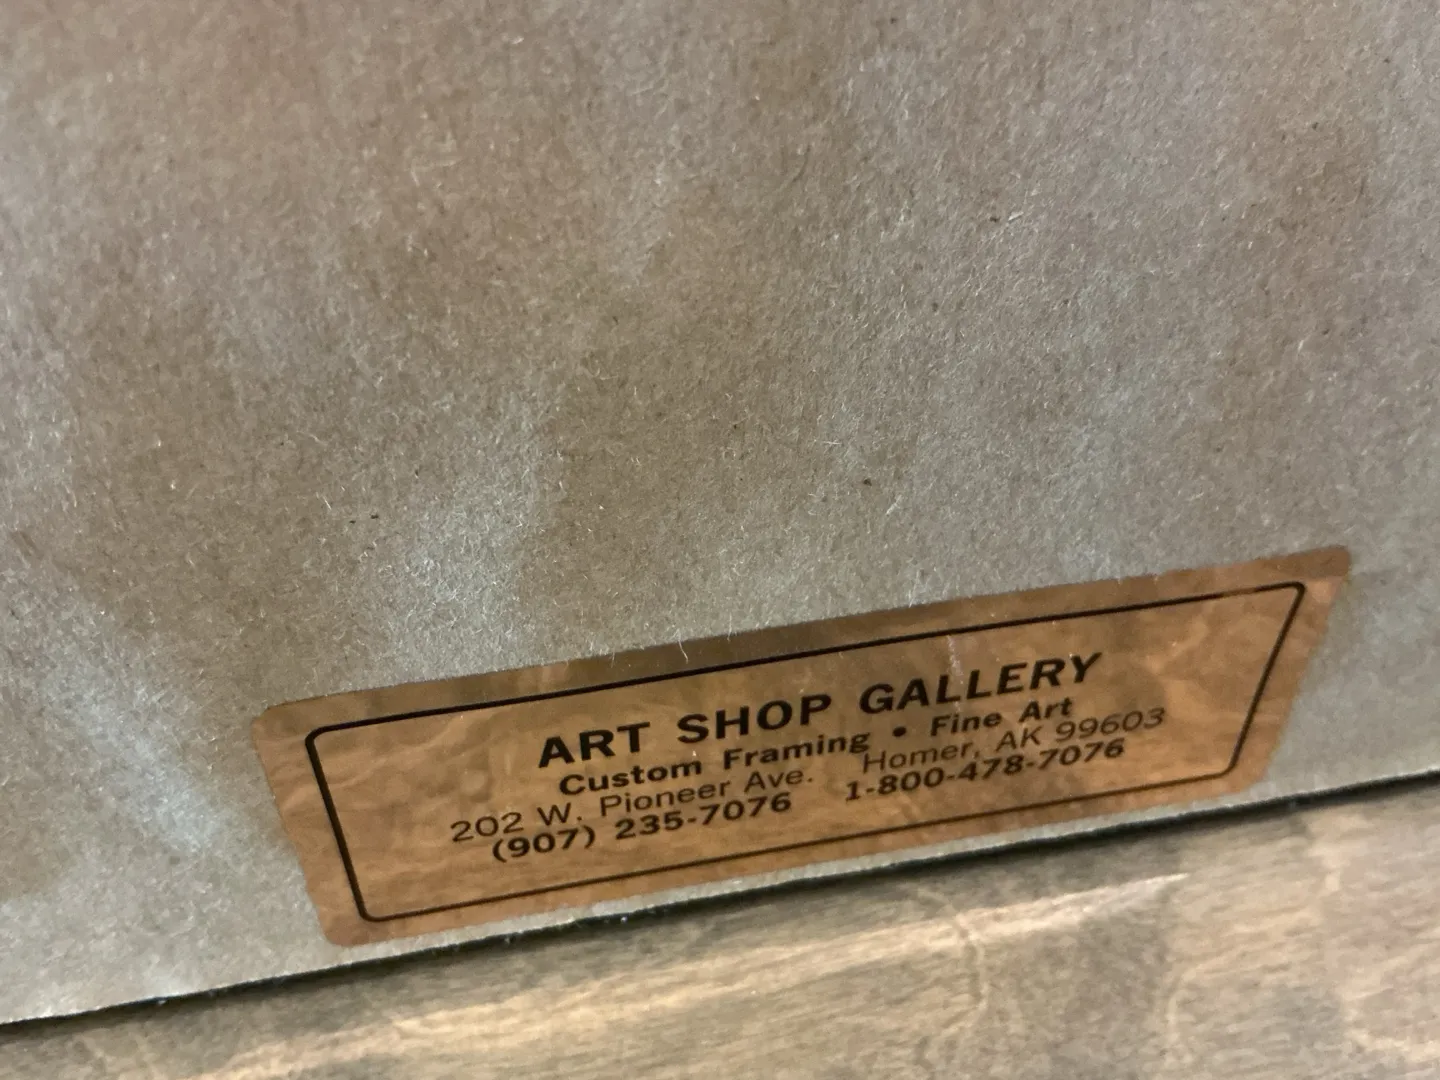 ART SHOP GALLERY
Custom Framing • Fine Art
202 W. Pioneer Ave. Homer, AK 99603
(907) 235-7076 1-800-478-7076